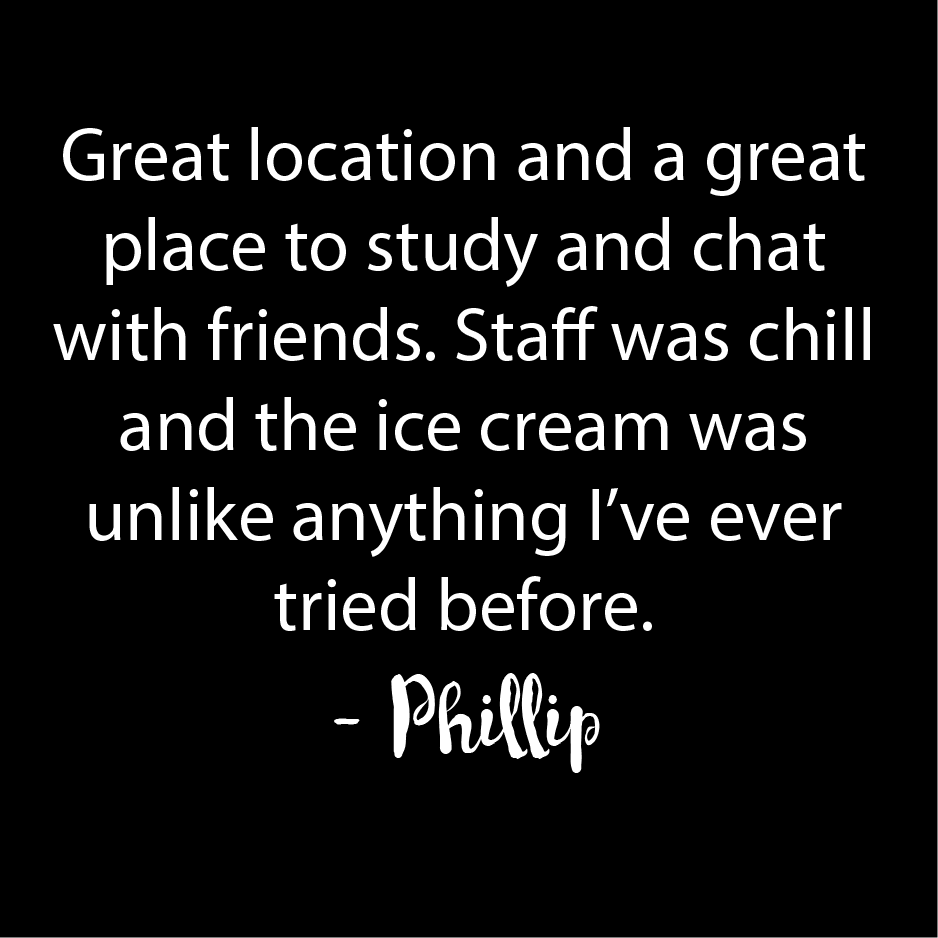 Great location and a great
place to study and chat
with friends. Staff was chill
and the ice cream was
unlike anything I’ve ever
tried before.
- Phillip